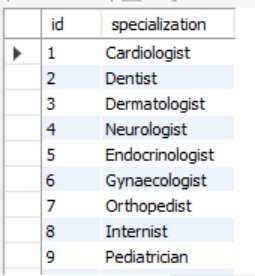 id specialization
1 Cardiologist
2 Dentist
3 Dermatologist
4 Neurologist
5 Endocrinologist
6 Gynaecologist
7 Orthopedist
8 Internist
9 Pediatrician